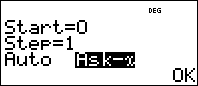 DEG
Start=0
Step=1
Auto Ask-x
OK